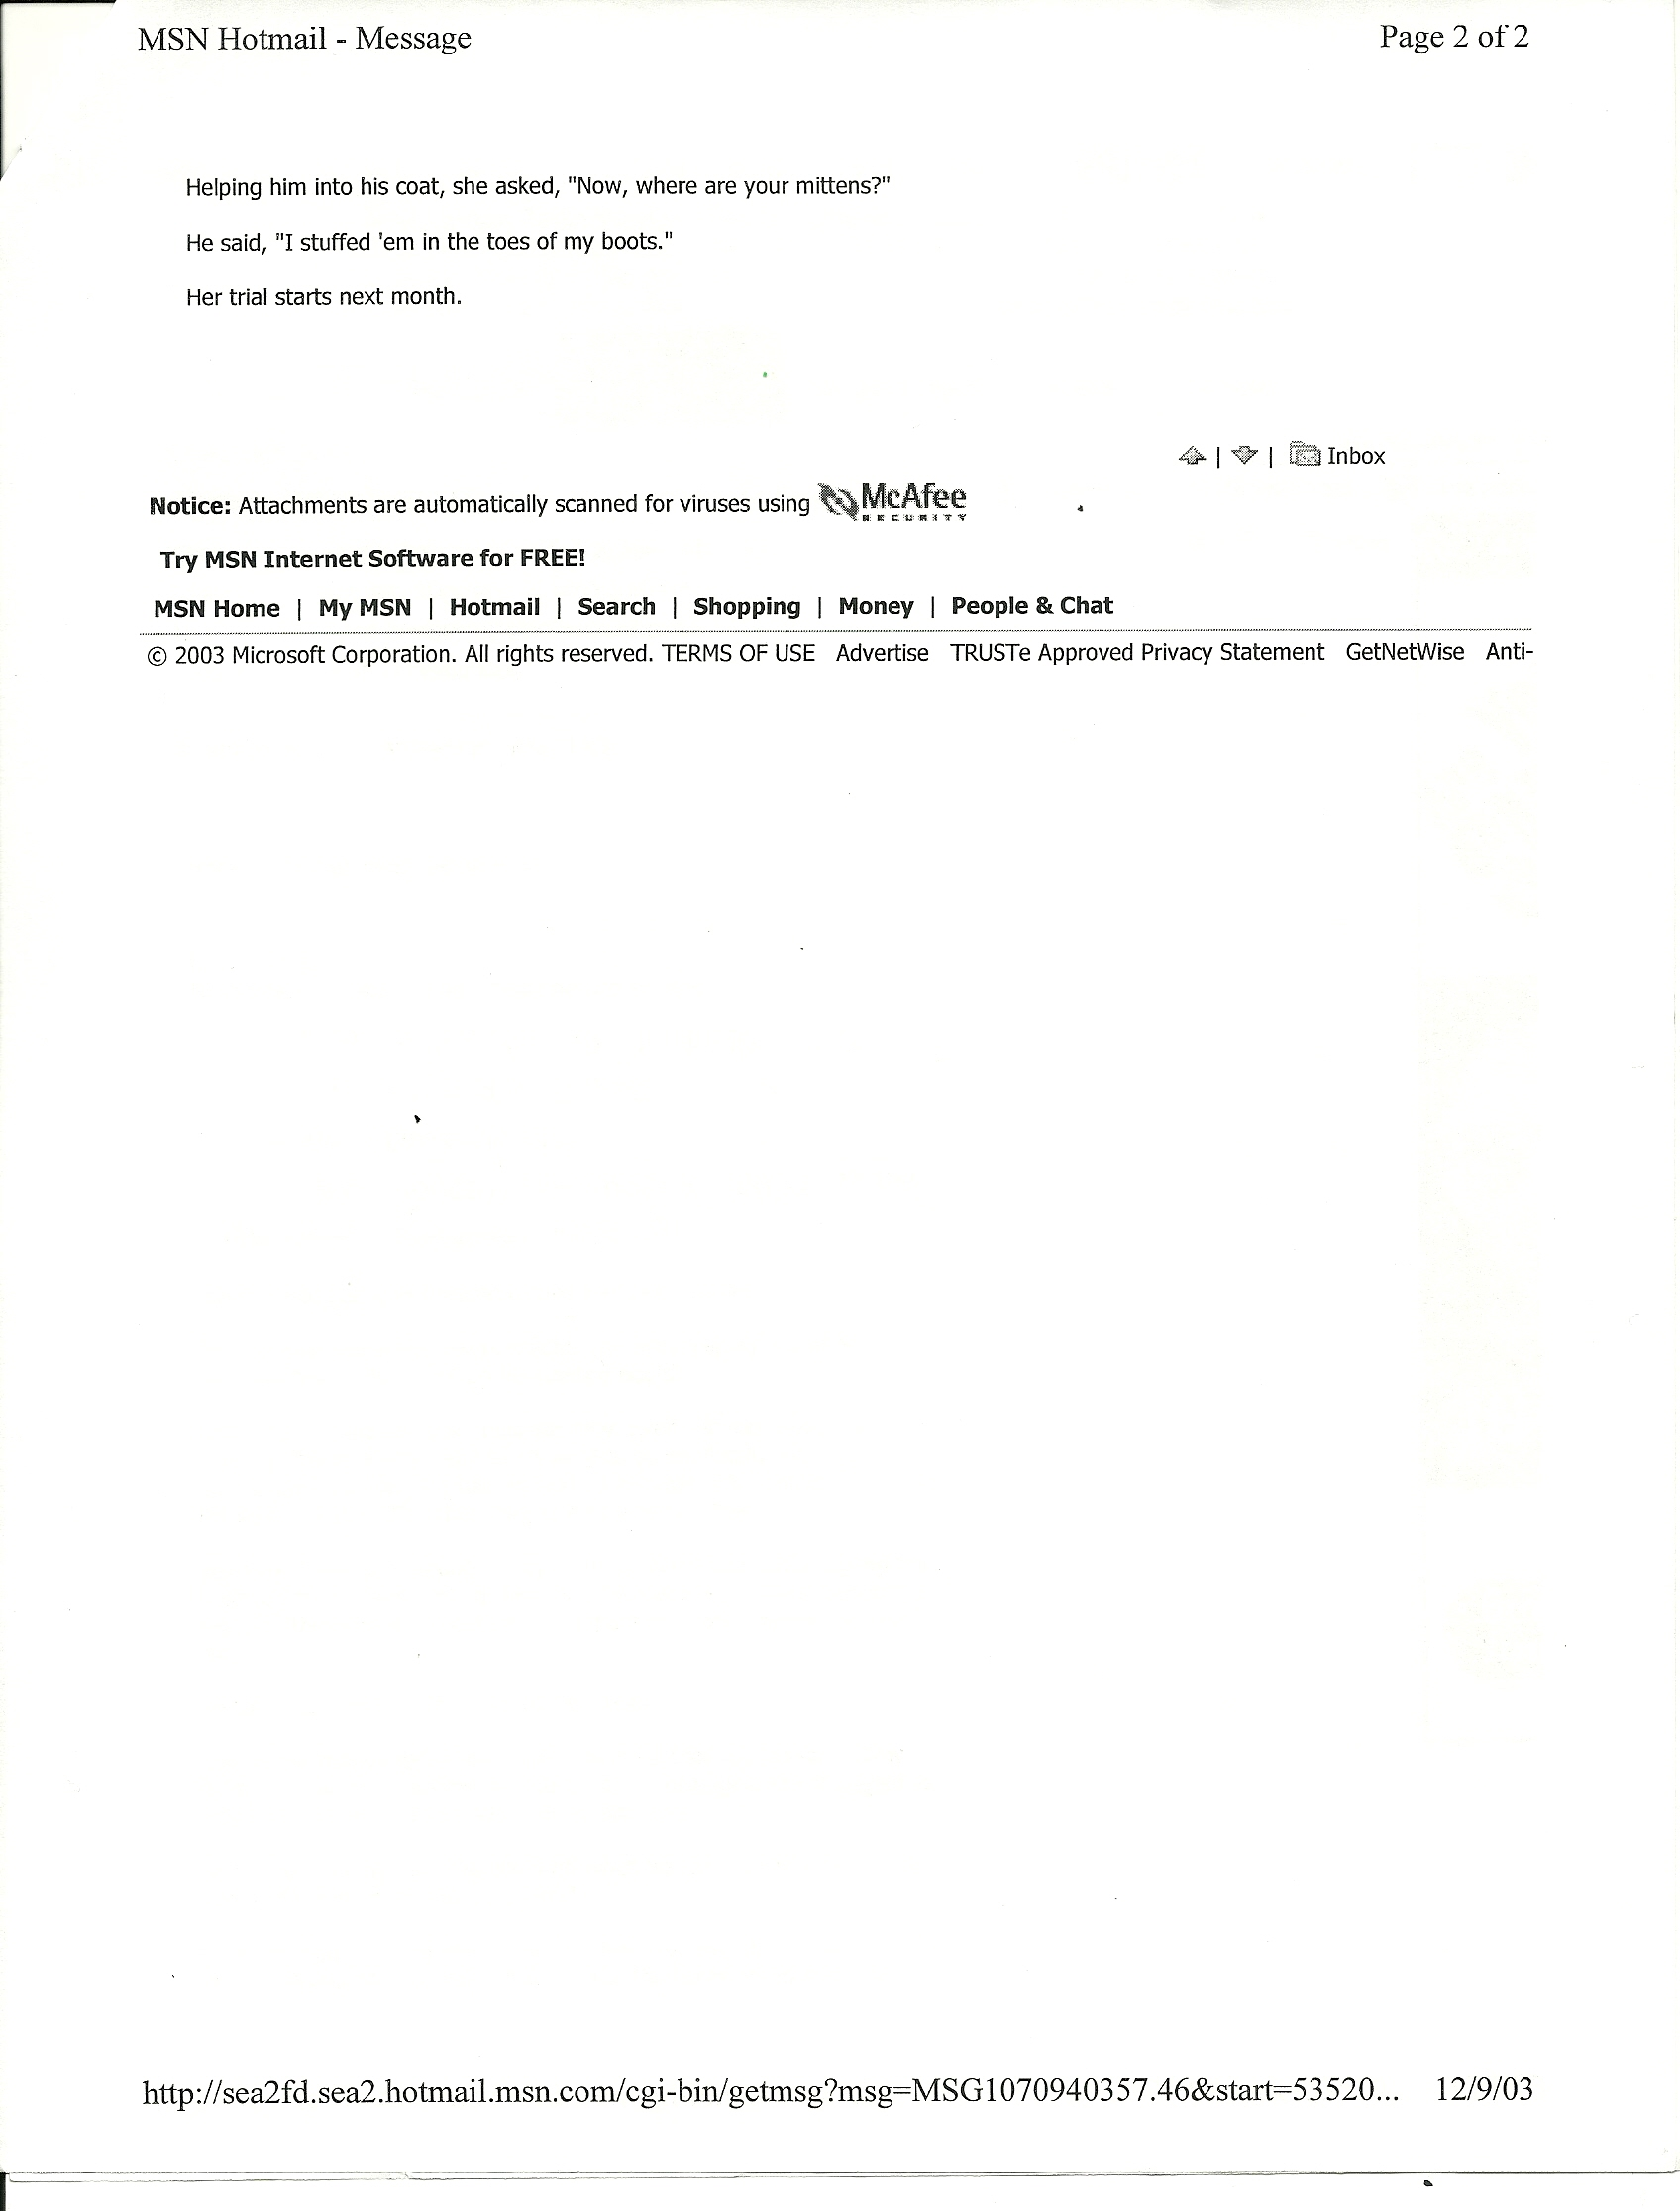 MSN Hotmail - Message Page 2 of 2
Helping him into his coat, she asked, "Now, where are your mittens?"
He said, "I stuffed 'em in the toes of my boots."
Her trial starts next month.
| | Inbox
Notice: Attachments are automatically scanned for viruses using McAfee SECURITY
Try MSN Internet Software for FREE!
MSN Home | My MSN | Hotmail | Search | Shopping | Money | People & Chat
© 2003 Microsoft Corporation. All rights reserved. TERMS OF USE Advertise TRUSTe Approved Privacy Statement GetNetWise Anti-
http://sea2fd.sea2.hotmail.msn.com/cgi-bin/getmsg?msg=MSG1070940357.46&start=53520... 12/9/03